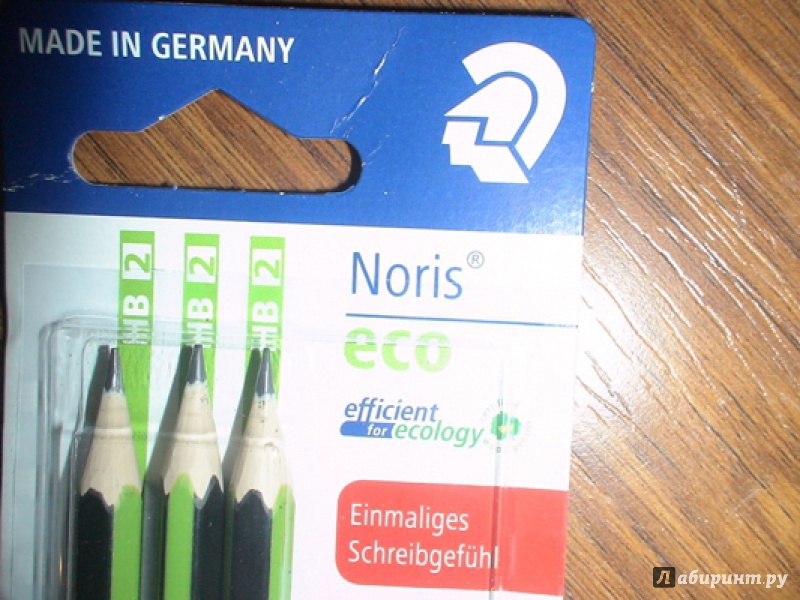 MADE IN GERMANY
HB 2 HB 2 HB 2
Noris®
eco
efficient
for ecology
Einmaliges
Schreibgefühl
Лабиринт.ру